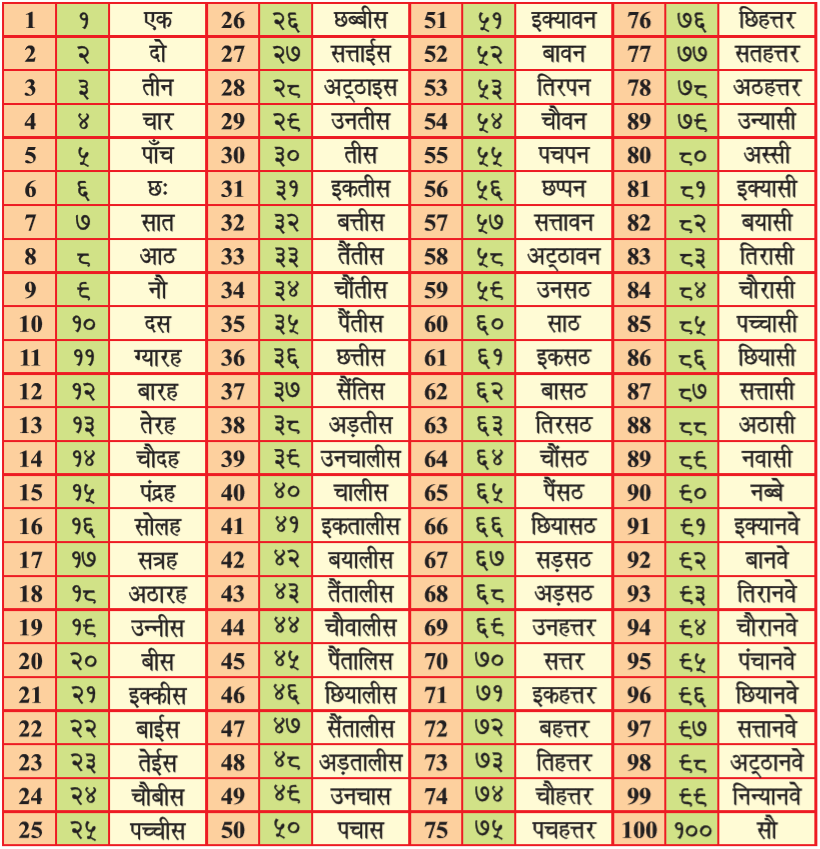 1 १ एक 26 २६ छब्बीस 51 ५१ इक्यावन 76 ७६ छिहत्तर
2 २ दो 27 २७ सत्ताईस 52 ५२ बावन 77 ७७ सतहत्तर
3 ३ तीन 28 २८ अट्‌ठाइस 53 ५३ तिरपन 78 ७८ अठहत्तर
4 ४ चार 29 २९ उनतीस 54 ५४ चौवन 89 ७९ उन्यासी
5 ५ पाँच 30 ३० तीस 55 ५५ पचपन 80 ८० अस्सी
6 ६ छः 31 ३१ इकतीस 56 ५६ छप्पन 81 ८१ इक्यासी
7 ७ सात 32 ३२ बत्तीस 57 ५७ सत्तावन 82 ८२ बयासी
8 ८ आठ 33 ३३ तैंतीस 58 ५८ अट्‌ठावन 83 ८३ तिरासी
9 ९ नौ 34 ३४ चौंतीस 59 ५९ उनसठ 84 ८४ चौरासी
10 १० दस 35 ३५ पैंतीस 60 ६० साठ 85 ८५ पच्चासी
11 ११ ग्यारह 36 ३६ छत्तीस 61 ६१ इकसठ 86 ८६ छियासी
12 १२ बारह 37 ३७ सैंतिस 62 ६२ बासठ 87 ८७ सत्तासी
13 १३ तेरह 38 ३८ अड़तीस 63 ६३ तिरसठ 88 ८८ अठासी
14 १४ चौदह 39 ३९ उनचालीस 64 ६४ चौंसठ 89 ८९ नवासी
15 १५ पंद्रह 40 ४० चालीस 65 ६५ पैंसठ 90 ९० नब्बे
16 १६ सोलह 41 ४१ इकतालीस 66 ६६ छियासठ 91 ९१ इक्यानवे
17 १७ सत्रह 42 ४२ बयालीस 67 ६७ सड़सठ 92 ९२ बानवे
18 १८ अठारह 43 ४३ तैंतालीस 68 ६८ अड़सठ 93 ९३ तिरानवे
19 १९ उन्नीस 44 ४४ चौवालीस 69 ६९ उनहत्तर 94 ९४ चौरानवे
20 २० बीस 45 ४५ पैंतालिस 70 ७० सत्तर 95 ९५ पंचानवे
21 २१ इक्कीस 46 ४६ छियालीस 71 ७१ इकहत्तर 96 ९६ छियानवे
22 २२ बाईस 47 ४७ सैंतालीस 72 ७२ बहत्तर 97 ९७ सत्तानवे
23 २३ तेईस 48 ४८ अड़तालीस 73 ७३ तिहत्तर 98 ९८ अट्‌ठानवे
24 २४ चौबीस 49 ४९ उनचास 74 ७४ चौहत्तर 99 ९९ निन्यानवे
25 २५ पच्चीस 50 ५० पचास 75 ७५ पचहत्तर 100 १०० सौ